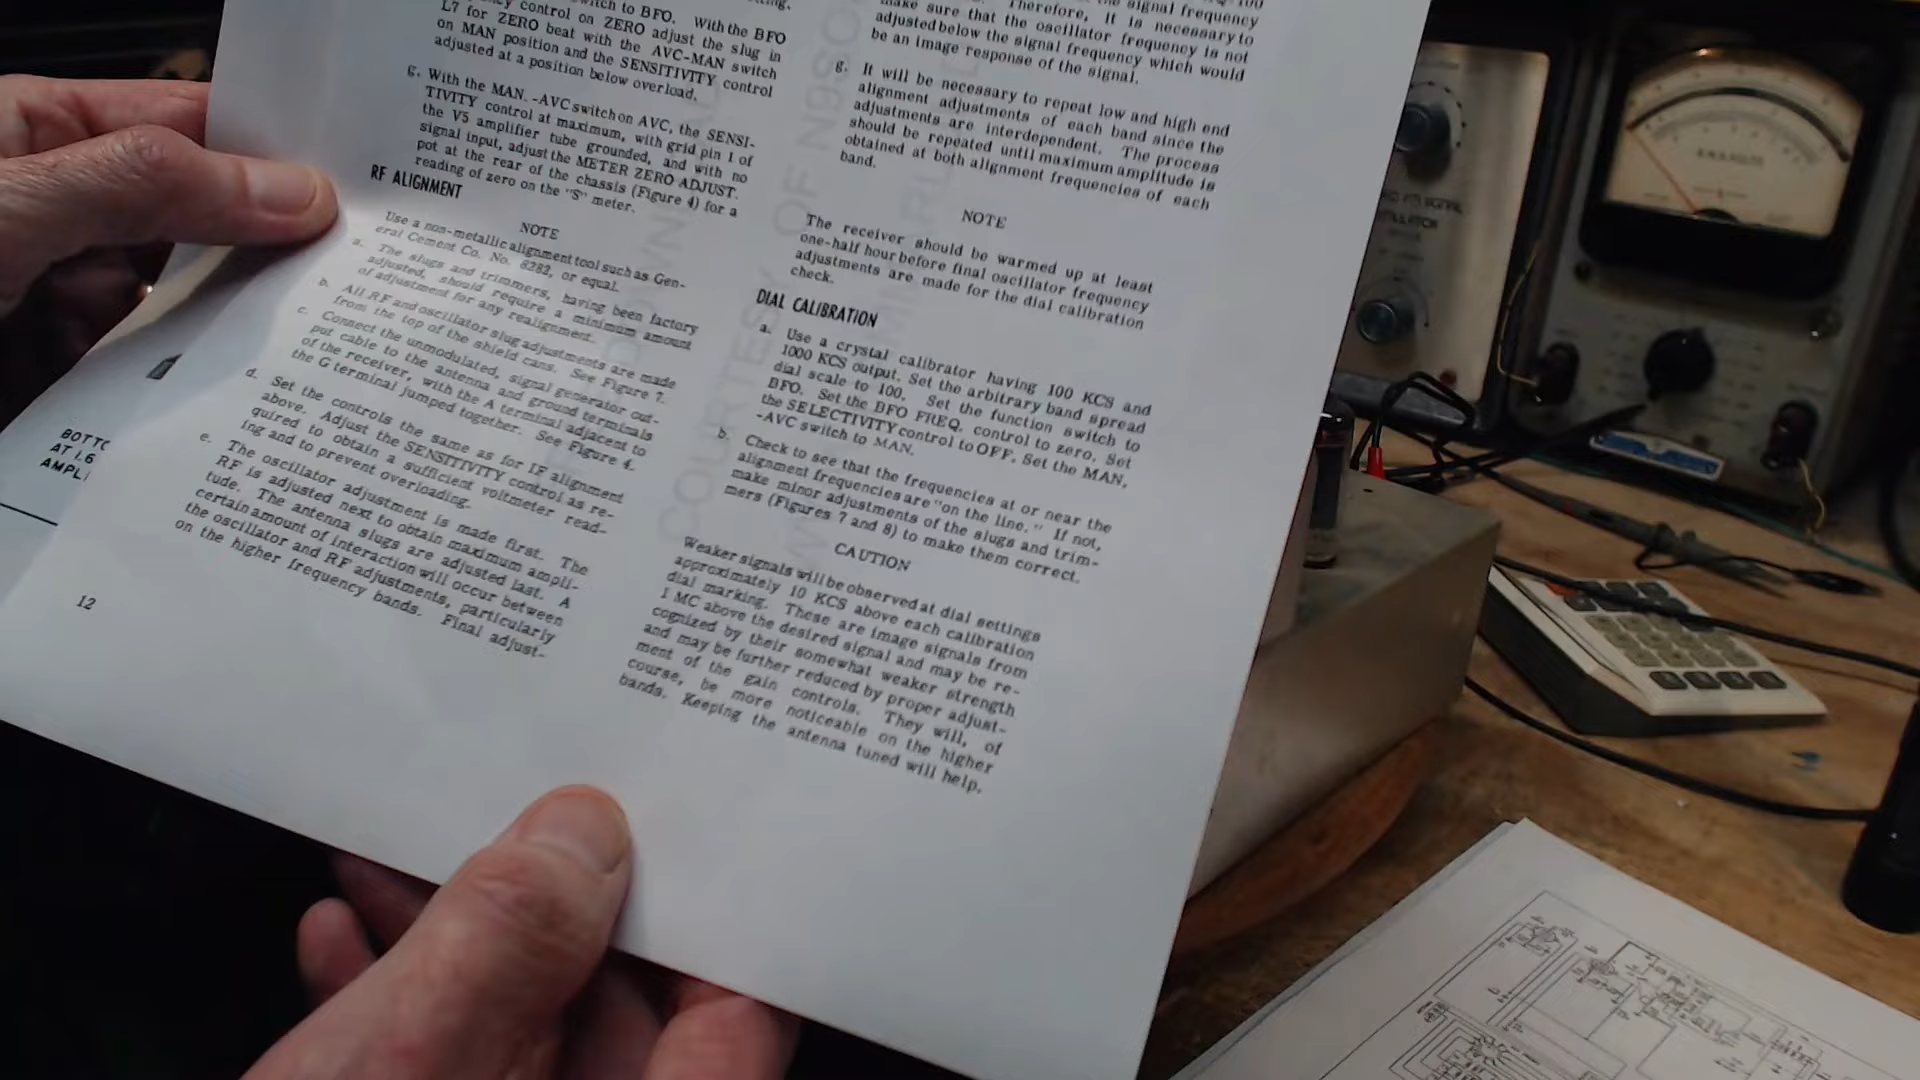 switch to BFO. With the BFO
control on ZERO adjust the slug in
L7 for ZERO beat with the AVC-MAN switch
on MAN position and the SENSITIVITY control
adjusted at a position below overload.
g. With the MAN.-AVC switch on AVC, the SENSI-
TIVITY control at maximum, with grid pin 1 of
the V5 amplifier tube grounded, and with no
signal input, adjust the METER ZERO ADJUST.
pot at the rear of the chassis (Figure 4) for a
reading of zero on the "S" meter.
RF ALIGNMENT
NOTE
Use a non-metallic alignment tool such as Gen-
eral Cement Co. No. 8282, or equal.
a. The slugs and trimmers, having been factory
adjusted, should require a minimum amount
of adjustment for any realignment.
b. All RF and oscillator slug adjustments are made
from the top of the shield cans. See Figure 7.
c. Connect the unmodulated, signal generator out-
put cable to the antenna and ground terminals
of the receiver, with the A terminal adjacent to
the G terminal jumped together. See Figure 4.
d. Set the controls the same as for IF alignment
above. Adjust the SENSITIVITY control as re-
quired to obtain a sufficient voltmeter read-
ing and to prevent overloading.
e. The oscillator adjustment is made first. The
RF is adjusted next to obtain maximum ampli-
tude. The antenna slugs are adjusted last. A
certain amount of interaction will occur between
the oscillator and RF adjustments, particularly
on the higher frequency bands. Final adjust-
12
signal frequency
Therefore, it is necessary to
make sure that the oscillator frequency is not
adjusted below the signal frequency which would
be an image response of the signal.
g. It will be necessary to repeat low and high end
alignment adjustments of each band since the
adjustments are interdependent. The process
should be repeated until maximum amplitude is
obtained at both alignment frequencies of each
band.
NOTE
The receiver should be warmed up at least
one-half hour before final oscillator frequency
adjustments are made for the dial calibration
check.
DIAL CALIBRATION
a. Use a crystal calibrator having 100 KCS and
1000 KCS output. Set the arbitrary band spread
dial scale to 100. Set the function switch to
BFO. Set the BFO FREQ. control to zero. Set
the SELECTIVITY control to OFF. Set the MAN.
-AVC switch to MAN.
b. Check to see that the frequencies at or near the
alignment frequencies are "on the line." If not,
make minor adjustments of the slugs and trim-
mers (Figures 7 and 8) to make them correct.
CAUTION
Weaker signals will be observed at dial settings
approximately 10 KCS above each calibration
dial marking. These are image signals from
1 MC above the desired signal and may be re-
cognized by their somewhat weaker strength
and may be further reduced by proper adjust-
ment of the gain controls. They will, of
course, be more noticeable on the higher
bands. Keeping the antenna tuned will help.
COURTESY OF N9SO
AT 1.6
AMPLI